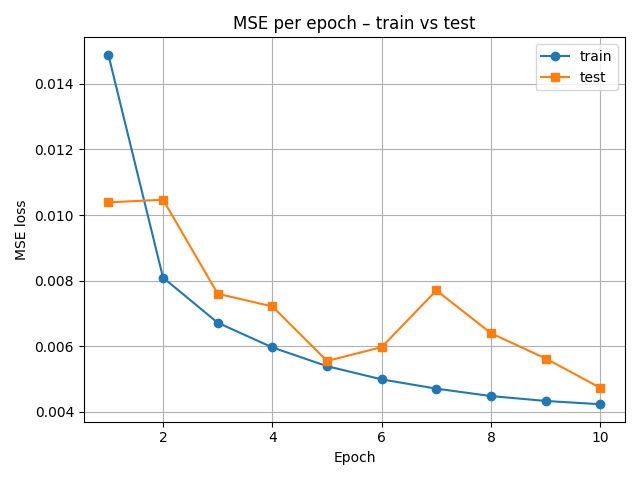 MSE per epoch – train vs test
train
test
0.014
0.012
0.010
0.008
0.006
0.004
MSE loss
2
4
6
8
10
Epoch